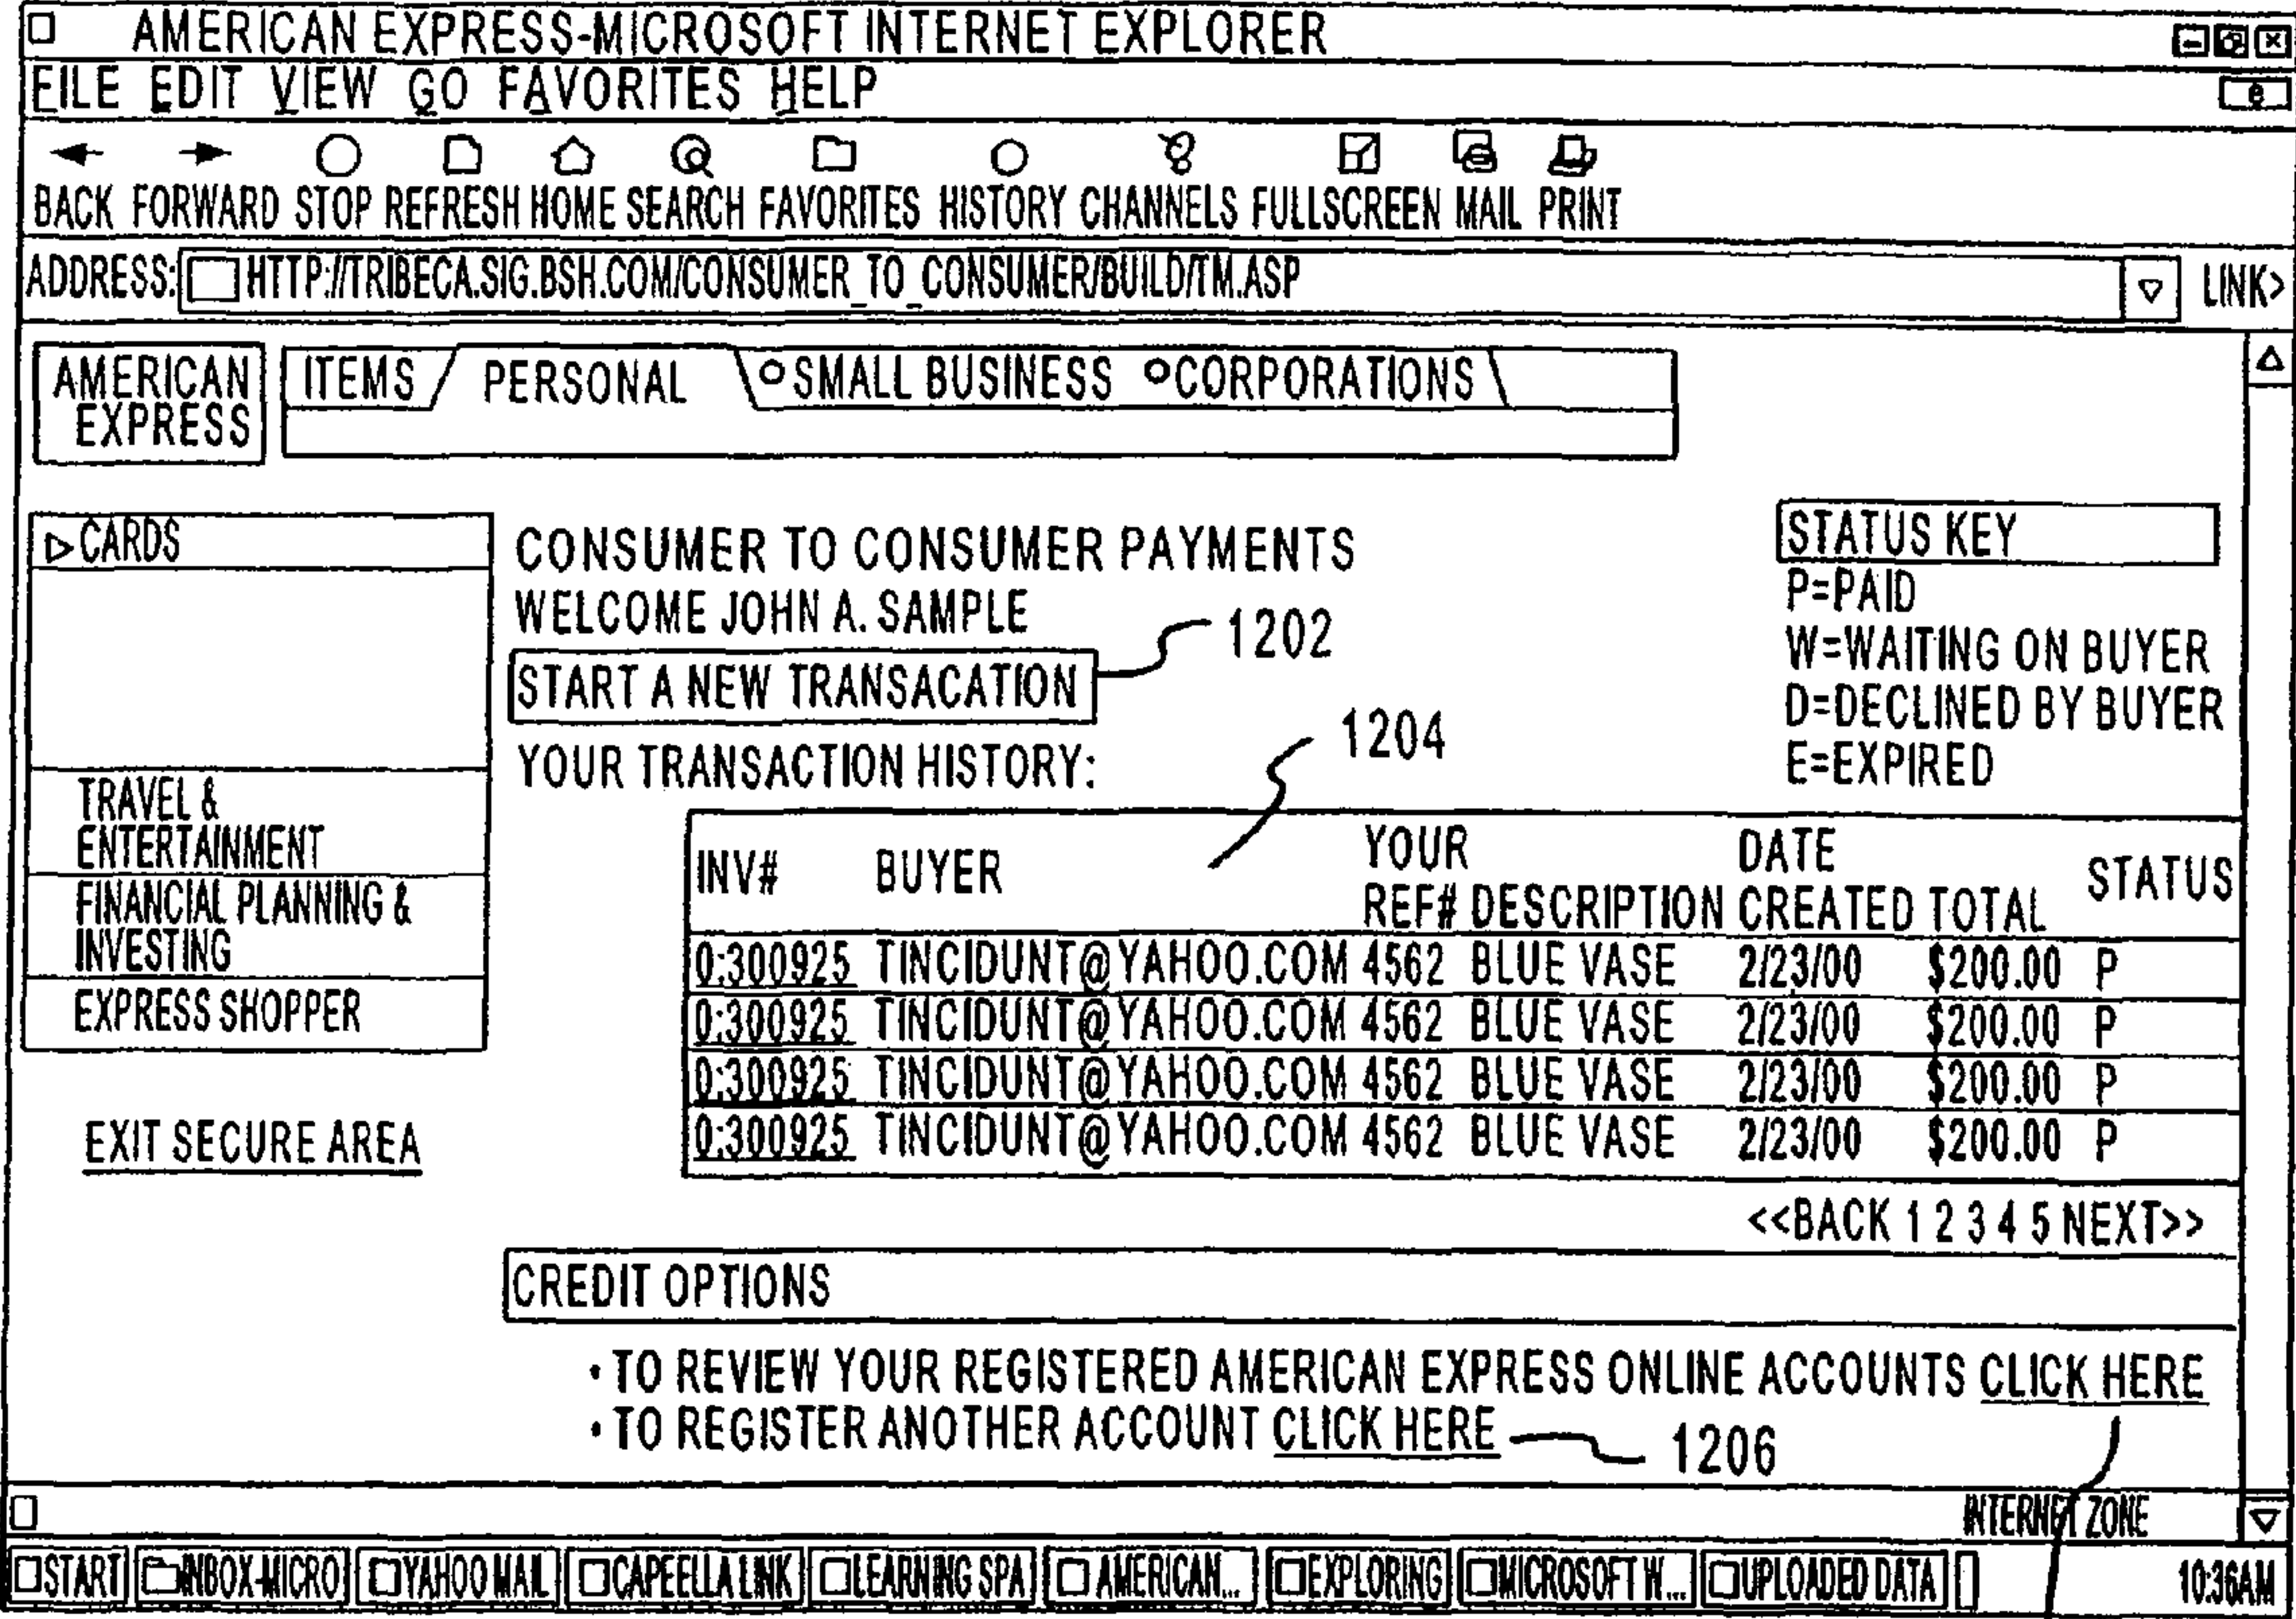 AMERICAN EXPRESS-MICROSOFT INTERNET EXPLORER
FILE EDIT VIEW GO FAVORITES HELP
e
BACK FORWARD STOP REFRESH HOME SEARCH FAVORITES HISTORY CHANNELS FULLSCREEN MAIL PRINT
ADDRESS: HTTP://TRIBECA.SIG.BSH.COM/CONSUMER_TO_CONSUMER/BUILD/TM.ASP LINK>
AMERICAN
EXPRESS
ITEMS PERSONAL SMALL BUSINESS CORPORATIONS
CARDS
TRAVEL &
ENTERTAINMENT
FINANCIAL PLANNING &
INVESTING
EXPRESS SHOPPER
EXIT SECURE AREA
CONSUMER TO CONSUMER PAYMENTS
WELCOME JOHN A. SAMPLE
START A NEW TRANSACATION
1202
YOUR TRANSACTION HISTORY:
1204
STATUS KEY
P=PAID
W=WAITING ON BUYER
D=DECLINED BY BUYER
E=EXPIRED
INV# BUYER YOUR REF# DESCRIPTION DATE CREATED TOTAL STATUS
0:300925 TINCIDUNT@YAHOO.COM 4562 BLUE VASE 2/23/00 $200.00 P
0:300925 TINCIDUNT@YAHOO.COM 4562 BLUE VASE 2/23/00 $200.00 P
0:300925 TINCIDUNT@YAHOO.COM 4562 BLUE VASE 2/23/00 $200.00 P
0:300925 TINCIDUNT@YAHOO.COM 4562 BLUE VASE 2/23/00 $200.00 P
<<BACK 1 2 3 4 5 NEXT>>
CREDIT OPTIONS
• TO REVIEW YOUR REGISTERED AMERICAN EXPRESS ONLINE ACCOUNTS CLICK HERE
• TO REGISTER ANOTHER ACCOUNT CLICK HERE
1206
INTERNET ZONE
START INBOX-MICRO YAHOO MAIL CAPEELLA LINK LEARNING SPA AMERICAN... EXPLORING MICROSOFT W... UPLOADED DATA 10:36AM